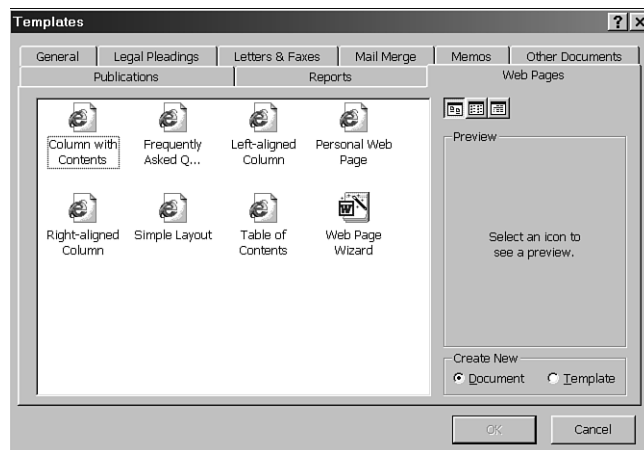 Templates
General Legal Pleadings Letters & Faxes Mail Merge Memos Other Documents
Publications Reports Web Pages
Column with Contents
Frequently Asked Q...
Left-aligned Column
Personal Web Page
Right-aligned Column
Simple Layout
Table of Contents
Web Page Wizard
Preview
Select an icon to
see a preview.
Create New
Document Template
OK Cancel